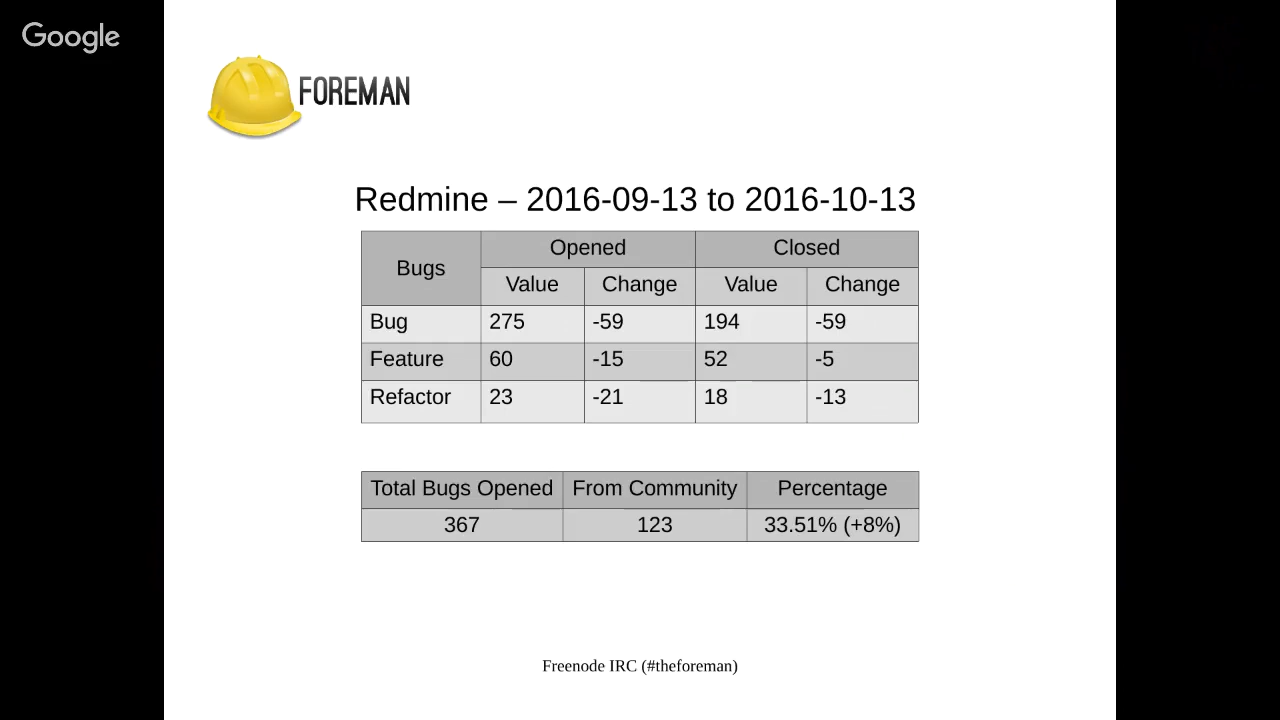 Google
FOREMAN
Redmine – 2016-09-13 to 2016-10-13
Bugs Opened Closed
Value Change Value Change
Bug 275 -59 194 -59
Feature 60 -15 52 -5
Refactor 23 -21 18 -13
Total Bugs Opened From Community Percentage
367 123 33.51% (+8%)
Freenode IRC (#theforeman)